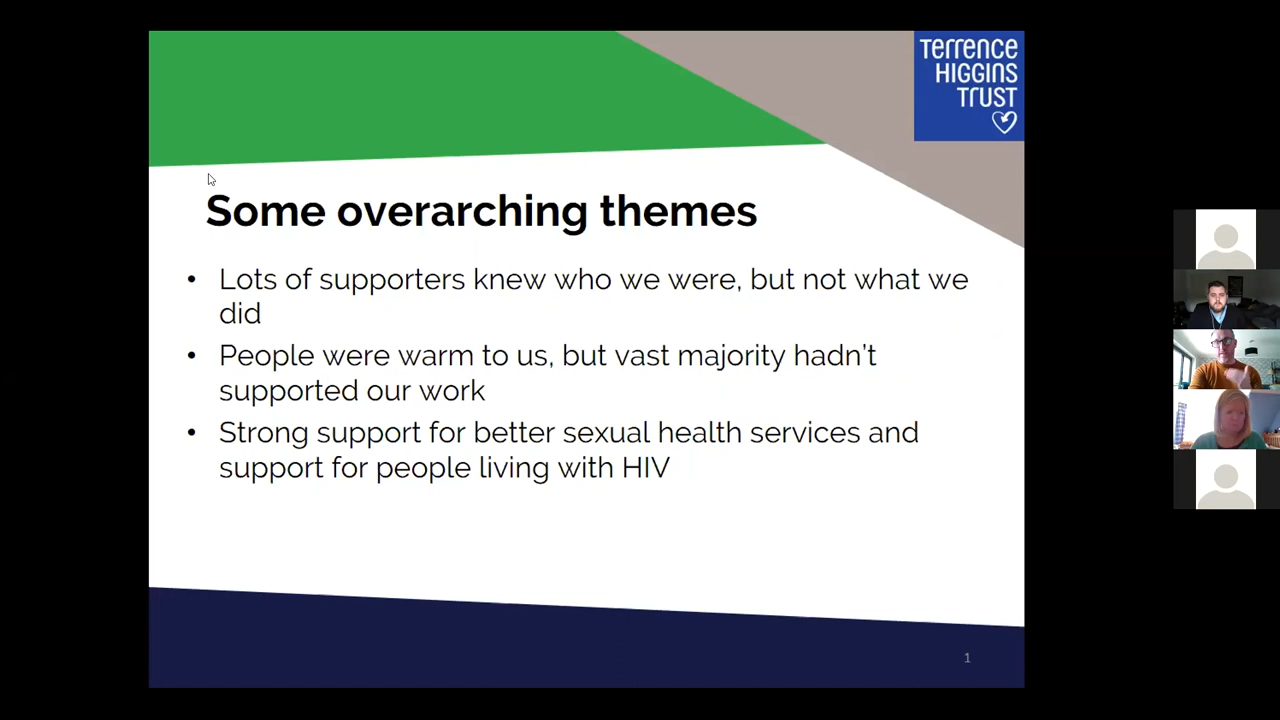 Terrence
HIGGINS
TRUST
Some overarching themes
• Lots of supporters knew who we were, but not what we
did
• People were warm to us, but vast majority hadn't
supported our work
• Strong support for better sexual health services and
support for people living with HIV
1